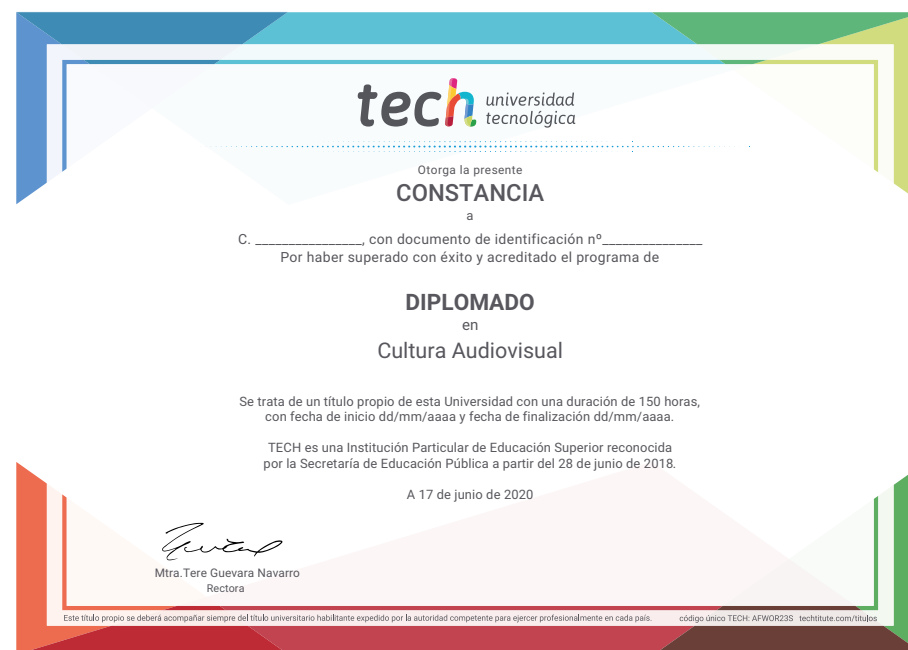 tech universidad
tecnológica
Otorga la presente
CONSTANCIA
a
C. ________________, con documento de identificación nº_______________
Por haber superado con éxito y acreditado el programa de
DIPLOMADO
en
Cultura Audiovisual
Se trata de un título propio de esta Universidad con una duración de 150 horas,
con fecha de inicio dd/mm/aaaa y fecha de finalización dd/mm/aaaa.
TECH es una Institución Particular de Educación Superior reconocida
por la Secretaría de Educación Pública a partir del 28 de junio de 2018.
A 17 de junio de 2020
Mtra.Tere Guevara Navarro
Rectora
Este título propio se deberá acompañar siempre del título universitario habilitante expedido por la autoridad competente para ejercer profesionalmente en cada país. código único TECH: AFWOR23S techtitute.com/titulos